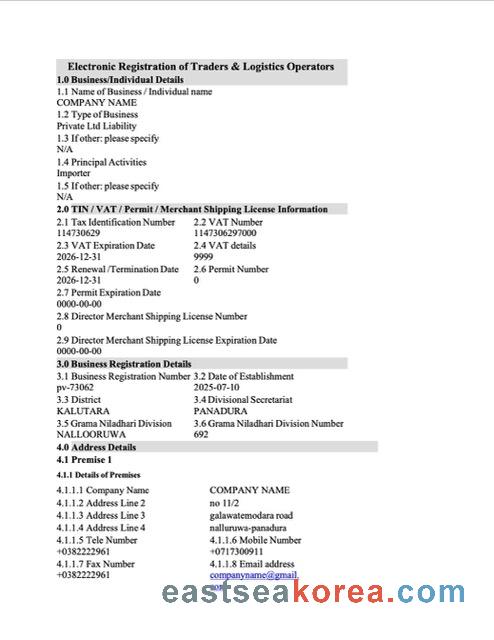 Electronic Registration of Traders & Logistics Operators
1.0 Business/Individual Details
1.1 Name of Business / Individual name
COMPANY NAME
1.2 Type of Business
Private Ltd Liability
1.3 If other: please specify
N/A
1.4 Principal Activities
Importer
1.5 If other: please specify
N/A
2.0 TIN / VAT / Permit / Merchant Shipping License Information
2.1 Tax Identification Number 2.2 VAT Number
114730629 1147306297000
2.3 VAT Expiration Date 2.4 VAT details
2026-12-31 9999
2.5 Renewal /Termination Date 2.6 Permit Number
2026-12-31 0
2.7 Permit Expiration Date
0000-00-00
2.8 Director Merchant Shipping License Number
0
2.9 Director Merchant Shipping License Expiration Date
0000-00-00
3.0 Business Registration Details
3.1 Business Registration Number 3.2 Date of Establishment
pv-73062 2025-07-10
3.3 District 3.4 Divisional Secretariat
KALUTARA PANADURA
3.5 Grama Niladhari Division 3.6 Grama Niladhari Division Number
NALLOORUWA 692
4.0 Address Details
4.1 Premise 1
4.1.1 Details of Premises
4.1.1.1 Company Name COMPANY NAME
4.1.1.2 Address Line 2 no 11/2
4.1.1.3 Address Line 3 galawatemodara road
4.1.1.4 Address Line 4 nalluruwa-panadura
4.1.1.5 Tele Number 4.1.1.6 Mobile Number
+0382222961 +0717300911
4.1.1.7 Fax Number 4.1.1.8 Email address
+0382222961 companyname@gmail.
eastseakorea.com